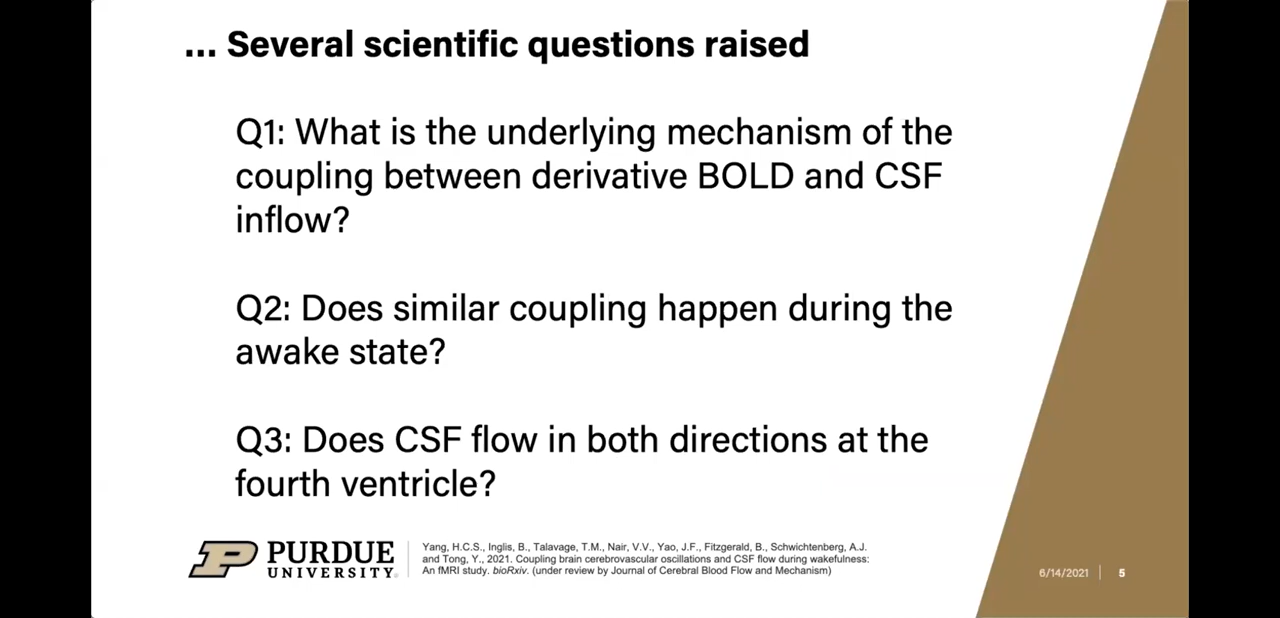 ... Several scientific questions raised
Q1: What is the underlying mechanism of the
coupling between derivative BOLD and CSF
inflow?
Q2: Does similar coupling happen during the
awake state?
Q3: Does CSF flow in both directions at the
fourth ventricle?
P PURDUE
UNIVERSITY®
Yang, H.C.S., Inglis, B., Talavage, T.M., Nair, V.V., Yao, J.F., Fitzgerald, B., Schwichtenberg, A.J.
and Tong, Y., 2021. Coupling brain cerebrovascular oscillations and CSF flow during wakefulness:
An fMRI study. bioRxiv. (under review by Journal of Cerebral Blood Flow and Mechanism)
6/14/2021 | 5